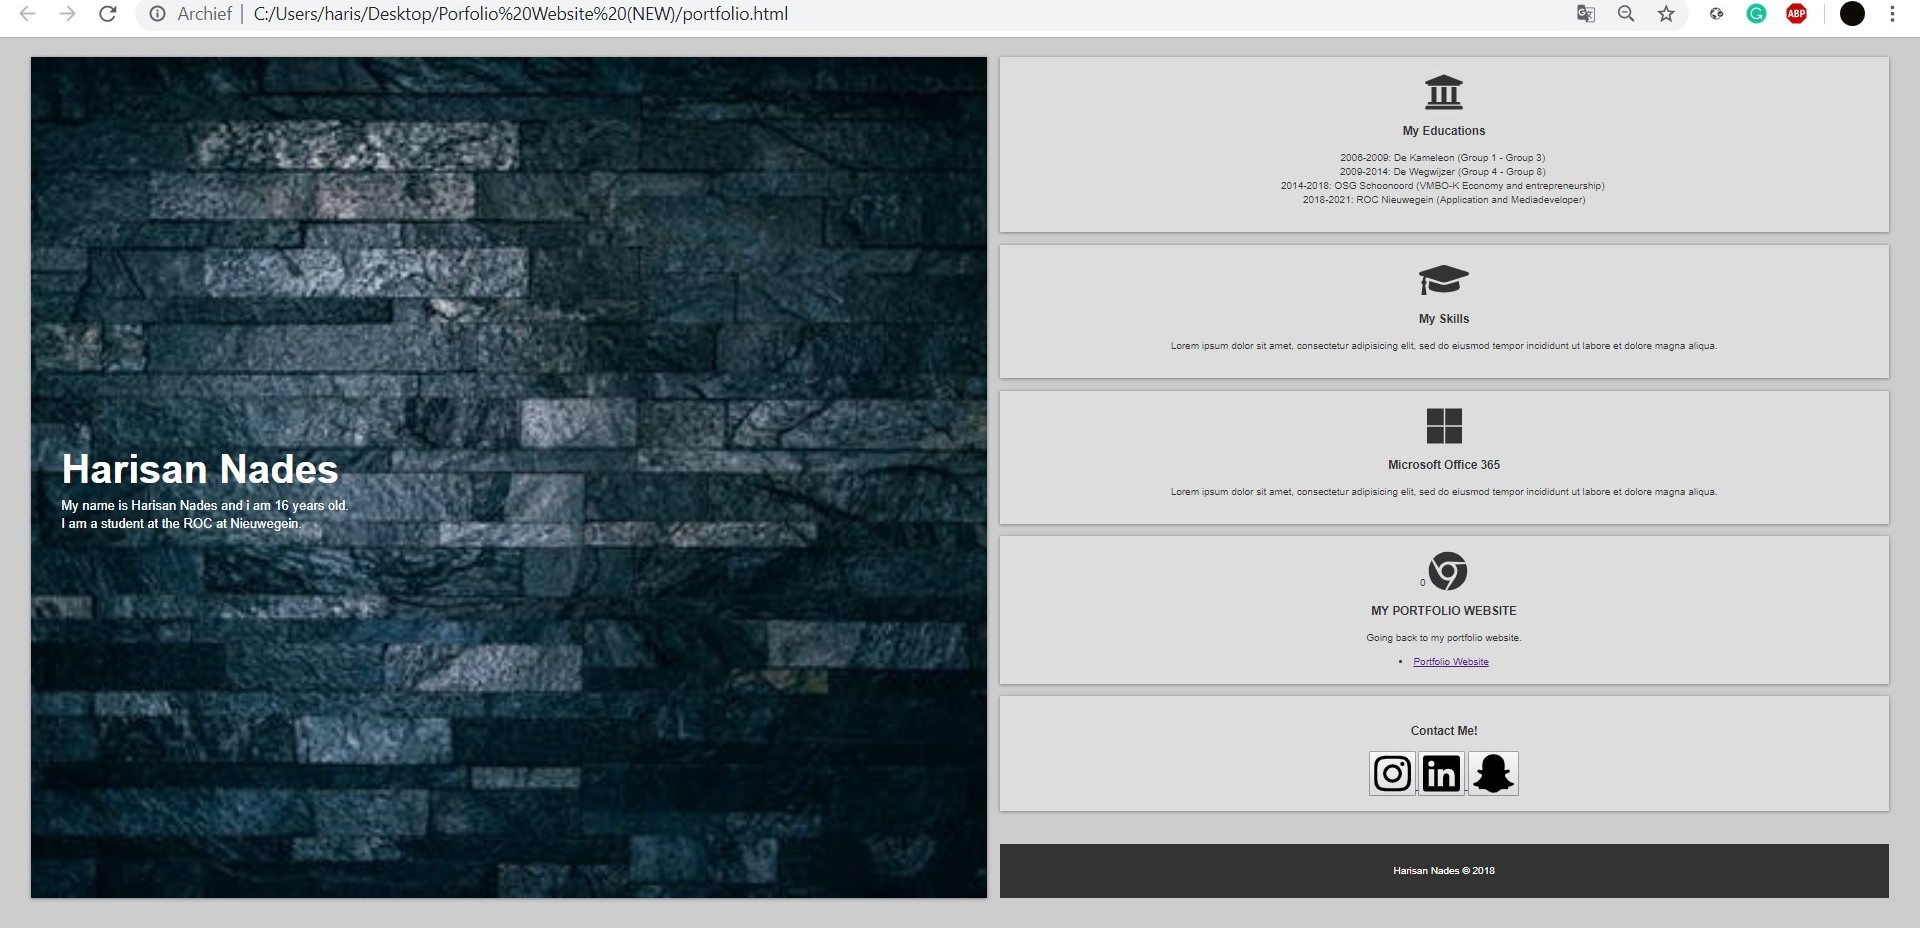 Archief | C:/Users/haris/Desktop/Porfolio%20Website%20(NEW)/portfolio.html
ABP
Harisan Nades
My name is Harisan Nades and i am 16 years old.
I am a student at the ROC at Nieuwegein.
My Educations
2006-2009: De Kameleon (Group 1 - Group 3)
2009-2014: De Wegwijzer (Group 4 - Group 8)
2014-2018: OSG Schoonoord (VMBO-K Economy and entrepreneurship)
2018-2021: ROC Nieuwegein (Application and Mediadeveloper)
My Skills
Lorem ipsum dolor sit amet, consectetur adipisicing elit, sed do eiusmod tempor incididunt ut labore et dolore magna aliqua.
Microsoft Office 365
Lorem ipsum dolor sit amet, consectetur adipisicing elit, sed do eiusmod tempor incididunt ut labore et dolore magna aliqua.
0
MY PORTFOLIO WEBSITE
Going back to my portfolio website.
• Portfolio Website
Contact Me!
in
Harisan Nades © 2018